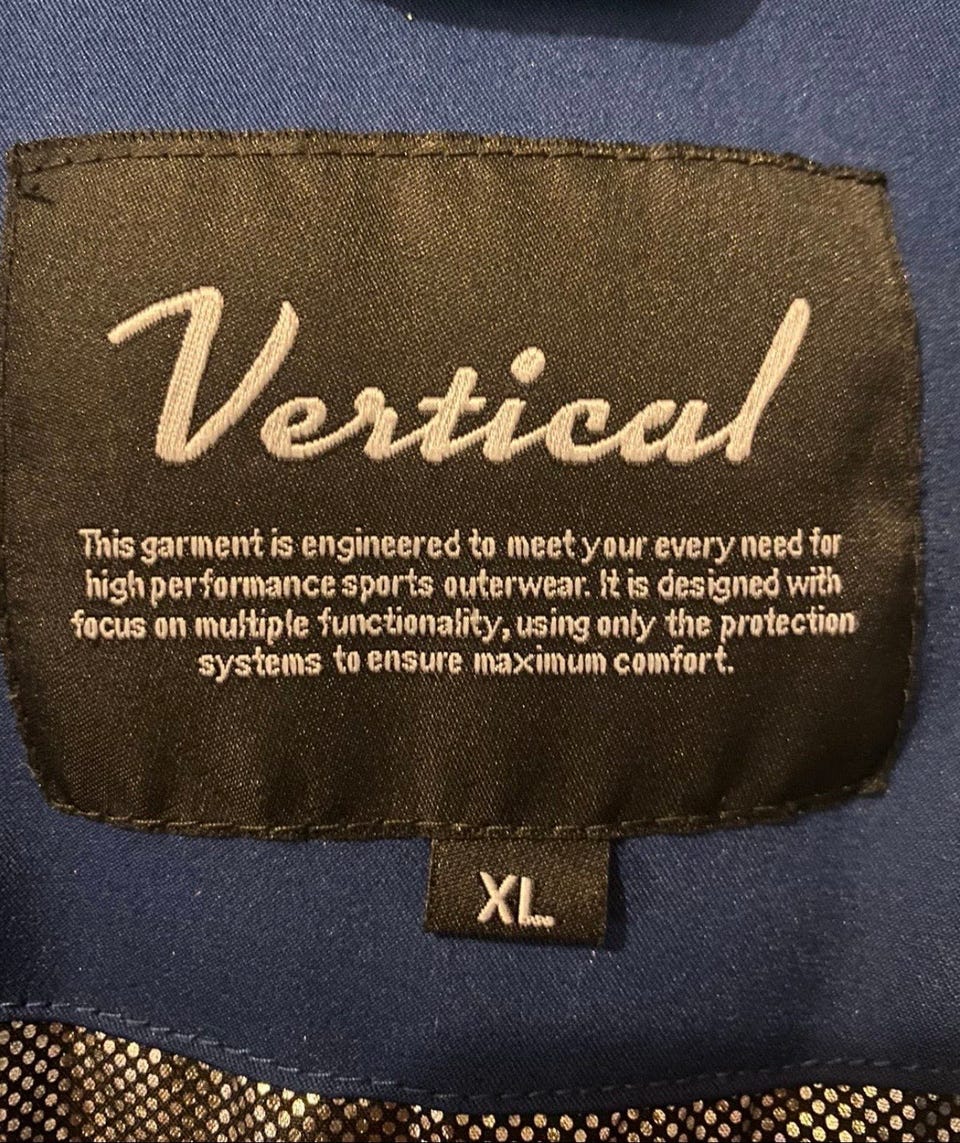 Vertical
This garment is engineered to meet your every need for
high performance sports outerwear. It is designed with
focus on multiple functionality, using only the protection
systems to ensure maximum comfort.
XL